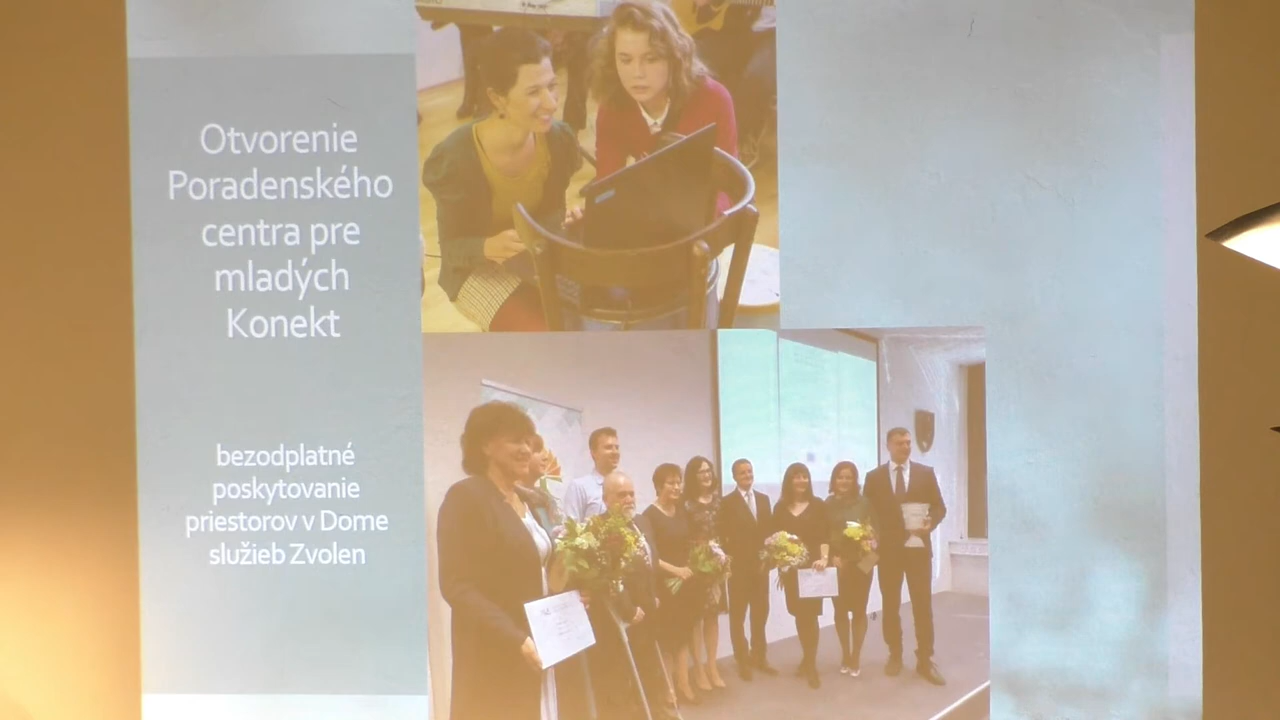 Otvorenie
Poradenského
centra pre
mladých
Konekt
bezodplatné
poskytovanie
priestorov v Dome
služieb Zvolen